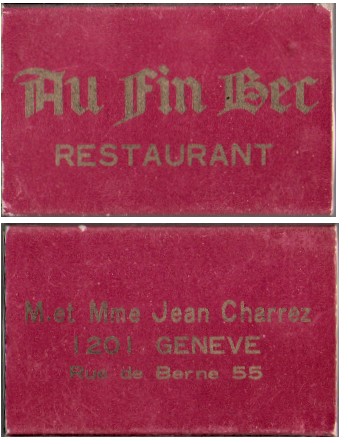 Au Fin Bec
RESTAURANT
M. et Mme Jean Charrez
1201 GENEVE
Rue de Berne 55